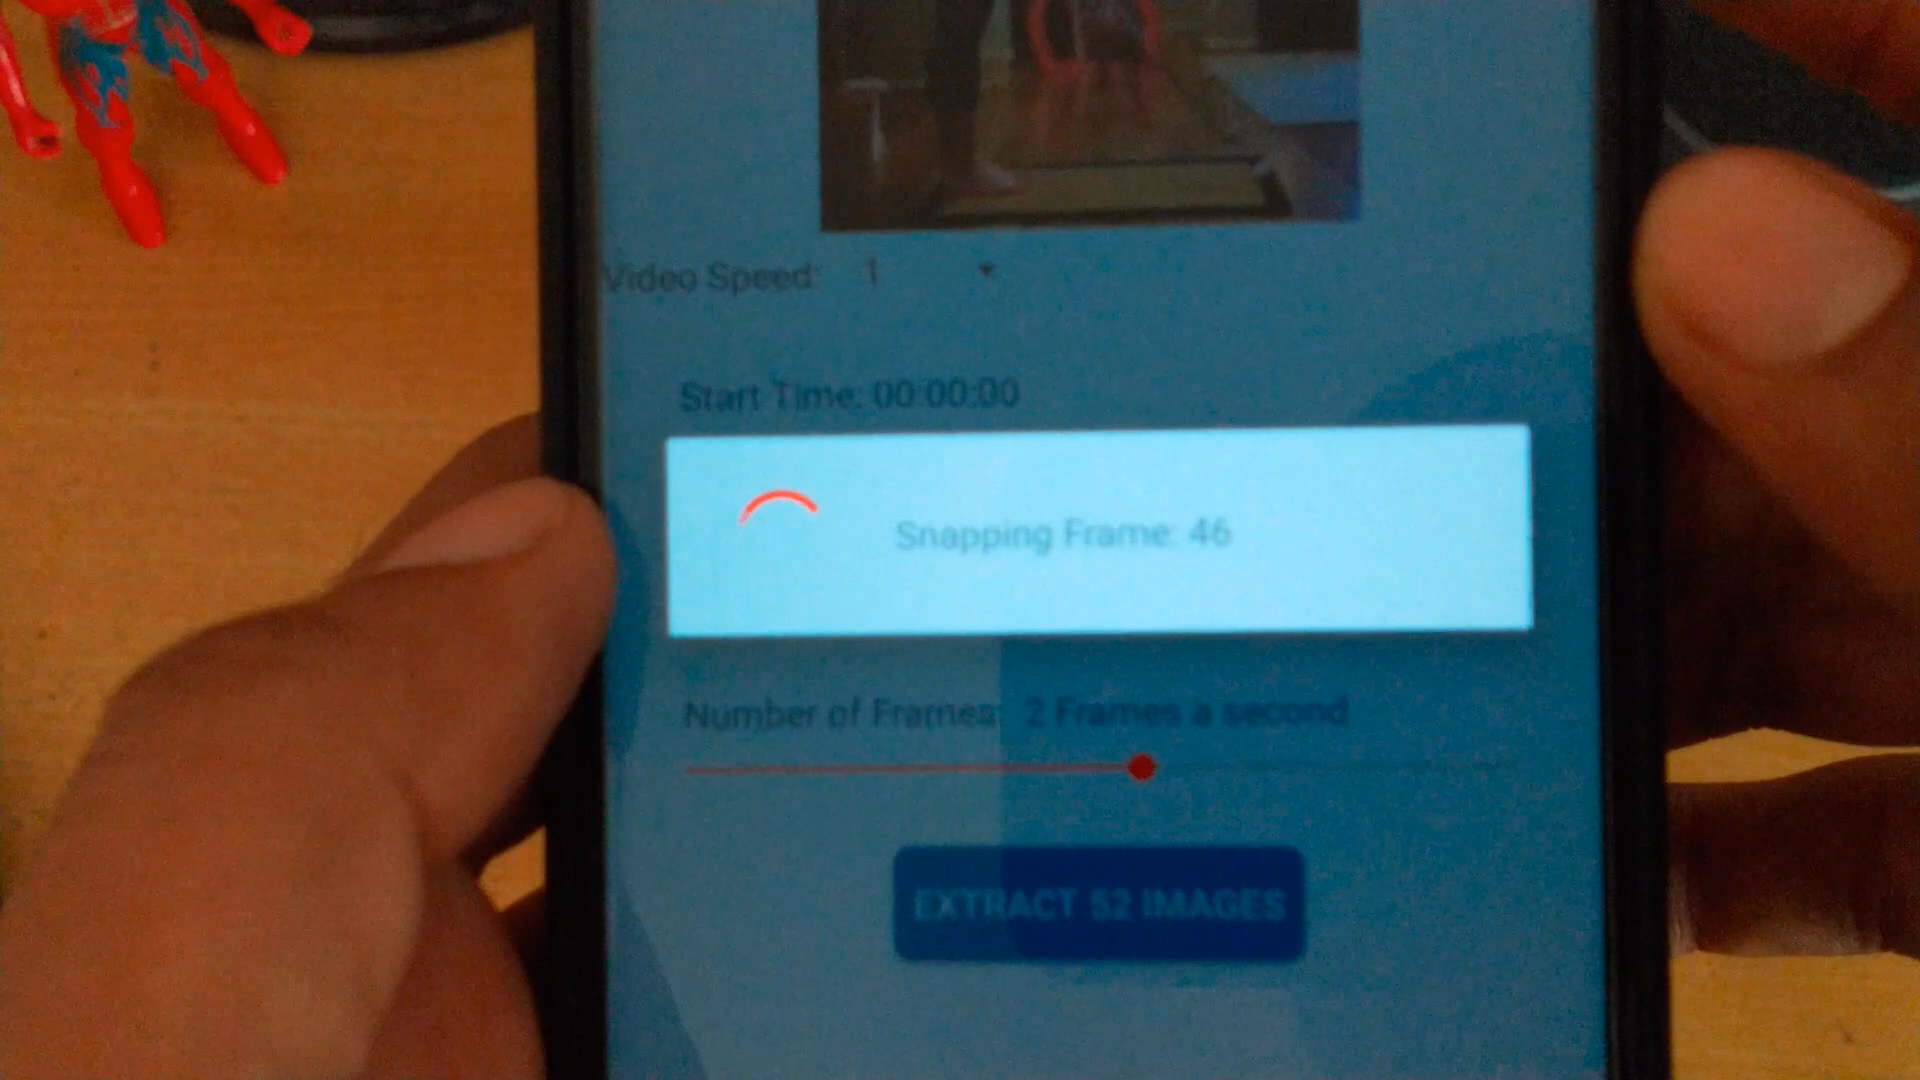 Video Speed: 1
Start Time: 00:00:00
Snapping Frame: 46
Number of Frames: 2 Frames a second
EXTRACT 52 IMAGES